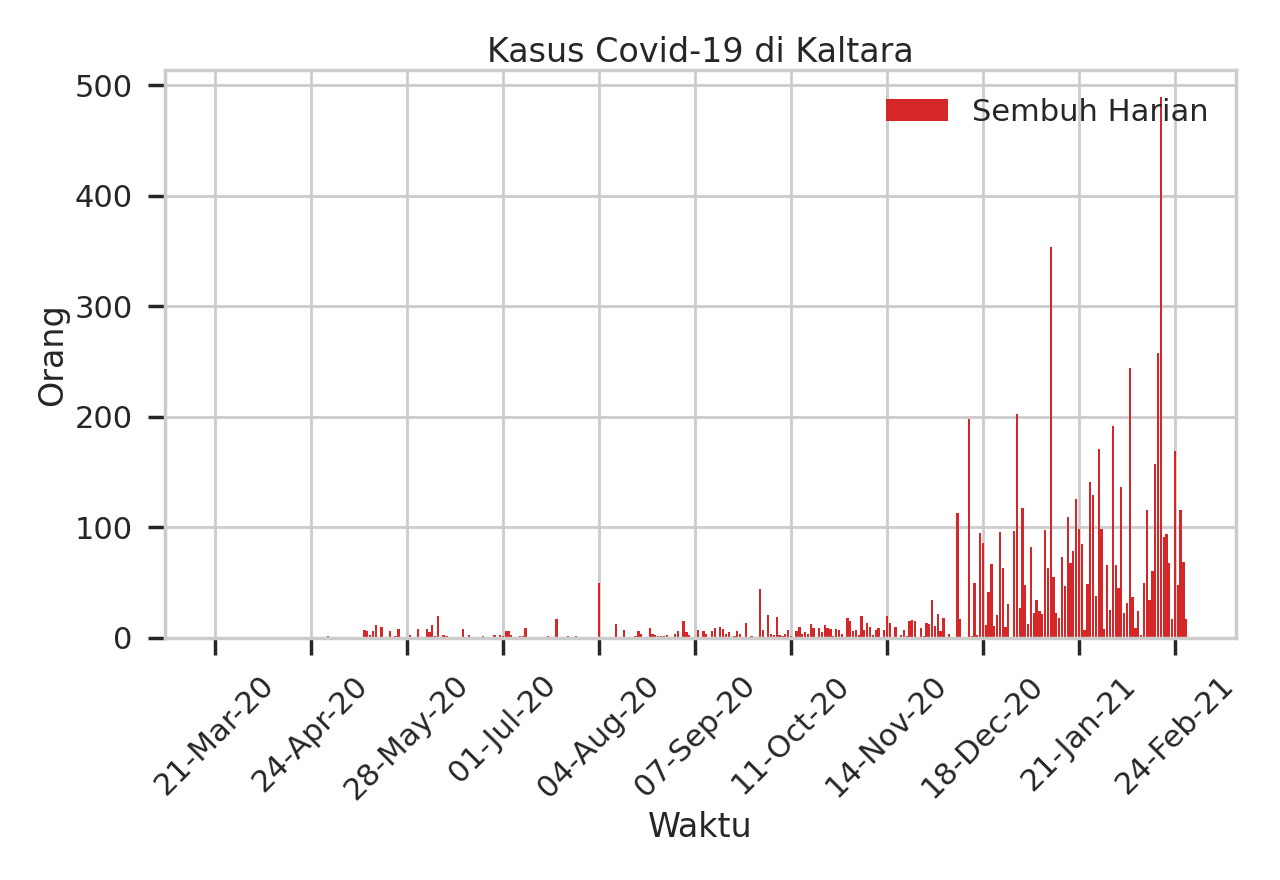 Kasus Covid-19 di Kaltara
Sembuh Harian
Orang
500
400
300
200
100
0
21-Mar-20
24-Apr-20
28-May-20
01-Jul-20
04-Aug-20
07-Sep-20
11-Oct-20
14-Nov-20
18-Dec-20
21-Jan-21
24-Feb-21
Waktu